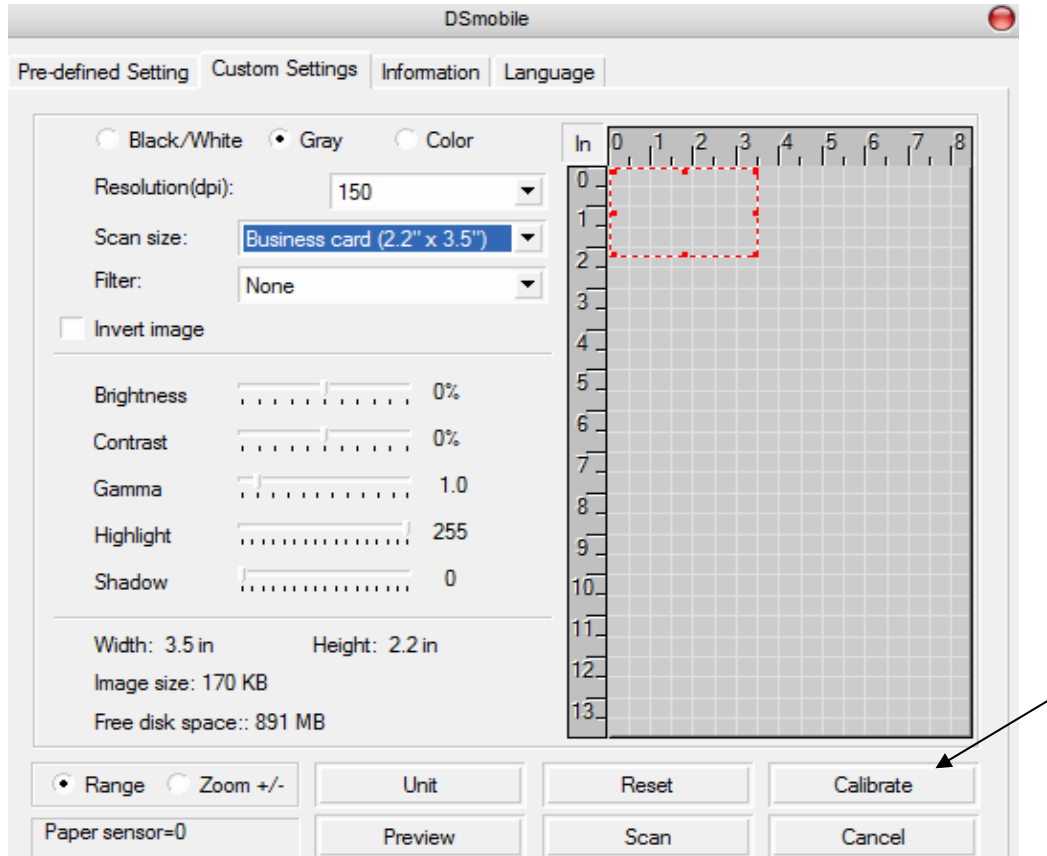 DSmobile
Pre-defined Setting Custom Settings Information Language
Black/White Gray Color
Resolution(dpi): 150
Scan size: Business card (2.2" x 3.5")
Filter: None
Invert image
Brightness 0%
Contrast 0%
Gamma 1.0
Highlight 255
Shadow 0
Width: 3.5 in Height: 2.2 in
Image size: 170 KB
Free disk space:: 891 MB
In 0 1 2 3 4 5 6 7 8
0
1
2
3
4
5
6
7
8
9
10
11
12
13
Range Zoom +/- Unit Reset Calibrate
Paper sensor=0 Preview Scan Cancel